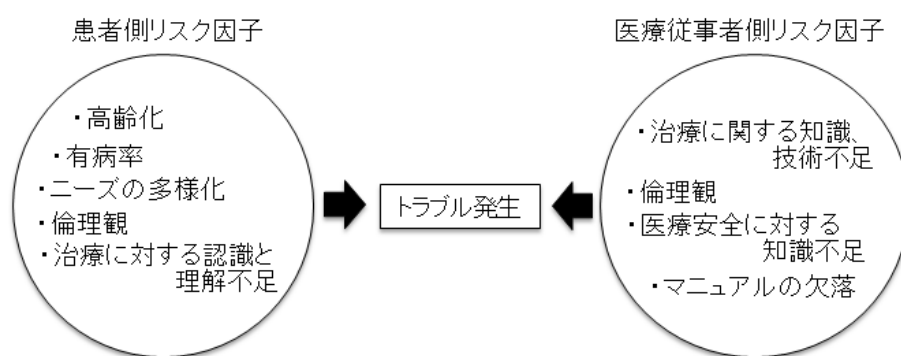 患者側リスク因子
・高齢化
・有病率
・ニーズの多様化
・倫理観
・治療に対する認識と
理解不足
トラブル発生
医療従事者側リスク因子
・治療に関する知識、
技術不足
・倫理観
・医療安全に対する
知識不足
・マニュアルの欠落